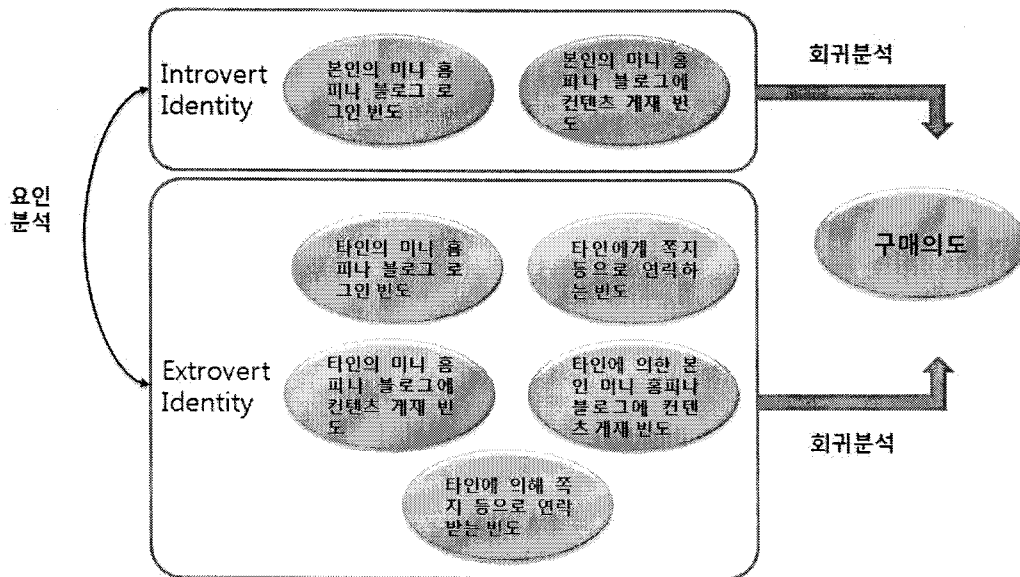 Introvert
Identity
본인의 미니 홈
피나 블로그 로
그인 빈도
본인의 미니 홈
피나 블로그에
컨텐츠 게재 빈
도
회귀분석
요인
분석
구매의도
Extrovert
Identity
타인의 미니 홈
피나 블로그 로
그인 빈도
타인에게 쪽지
등으로 연락하
는 빈도
타인의 미니 홈
피나 블로그에
컨텐츠 게재 빈
도
타인에 의한 본
인 미니 홈피나
블로그에 컨텐
츠 게재 빈도
타인에 의해 쪽
지 등으로 연락
받는 빈도
회귀분석